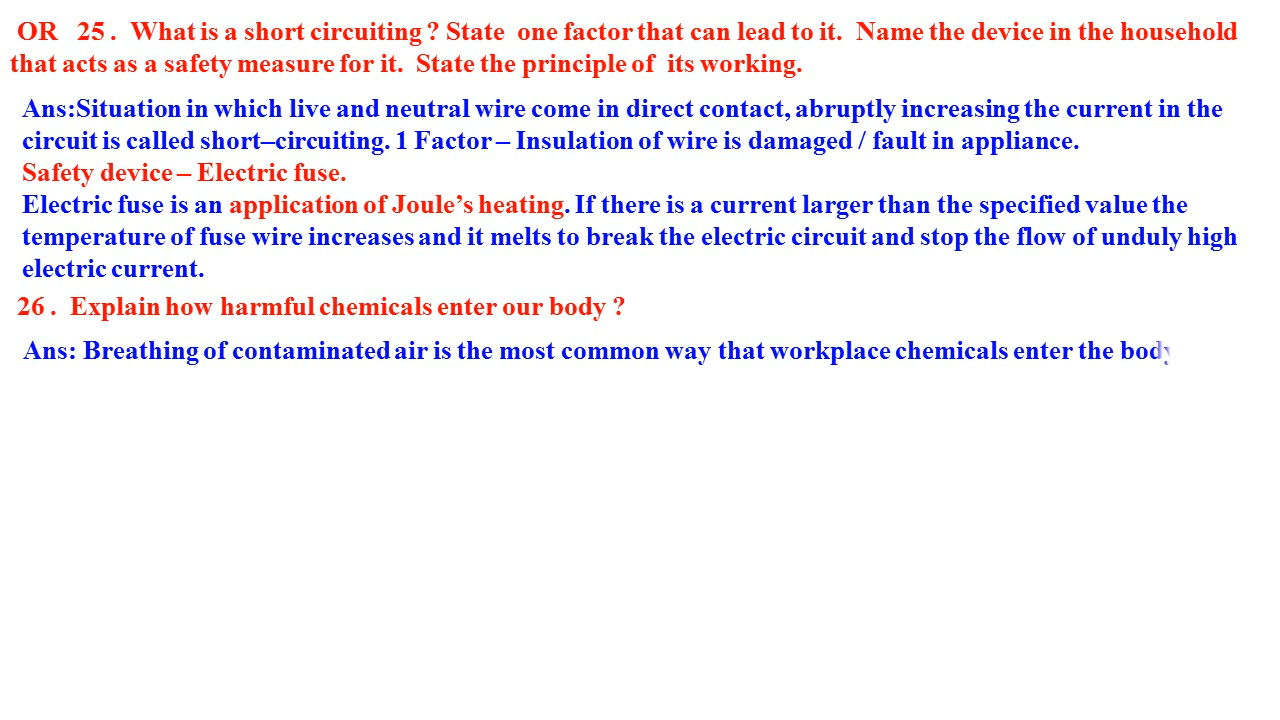 OR 25. What is a short circuiting ? State one factor that can lead to it. Name the device in the household
that acts as a safety measure for it. State the principle of its working.
Ans:Situation in which live and neutral wire come in direct contact, abruptly increasing the current in the
circuit is called short–circuiting. 1 Factor – Insulation of wire is damaged / fault in appliance.
Safety device – Electric fuse.
Electric fuse is an application of Joule’s heating. If there is a current larger than the specified value the
temperature of fuse wire increases and it melts to break the electric circuit and stop the flow of unduly high
electric current.
26. Explain how harmful chemicals enter our body ?
Ans: Breathing of contaminated air is the most common way that workplace chemicals enter the body